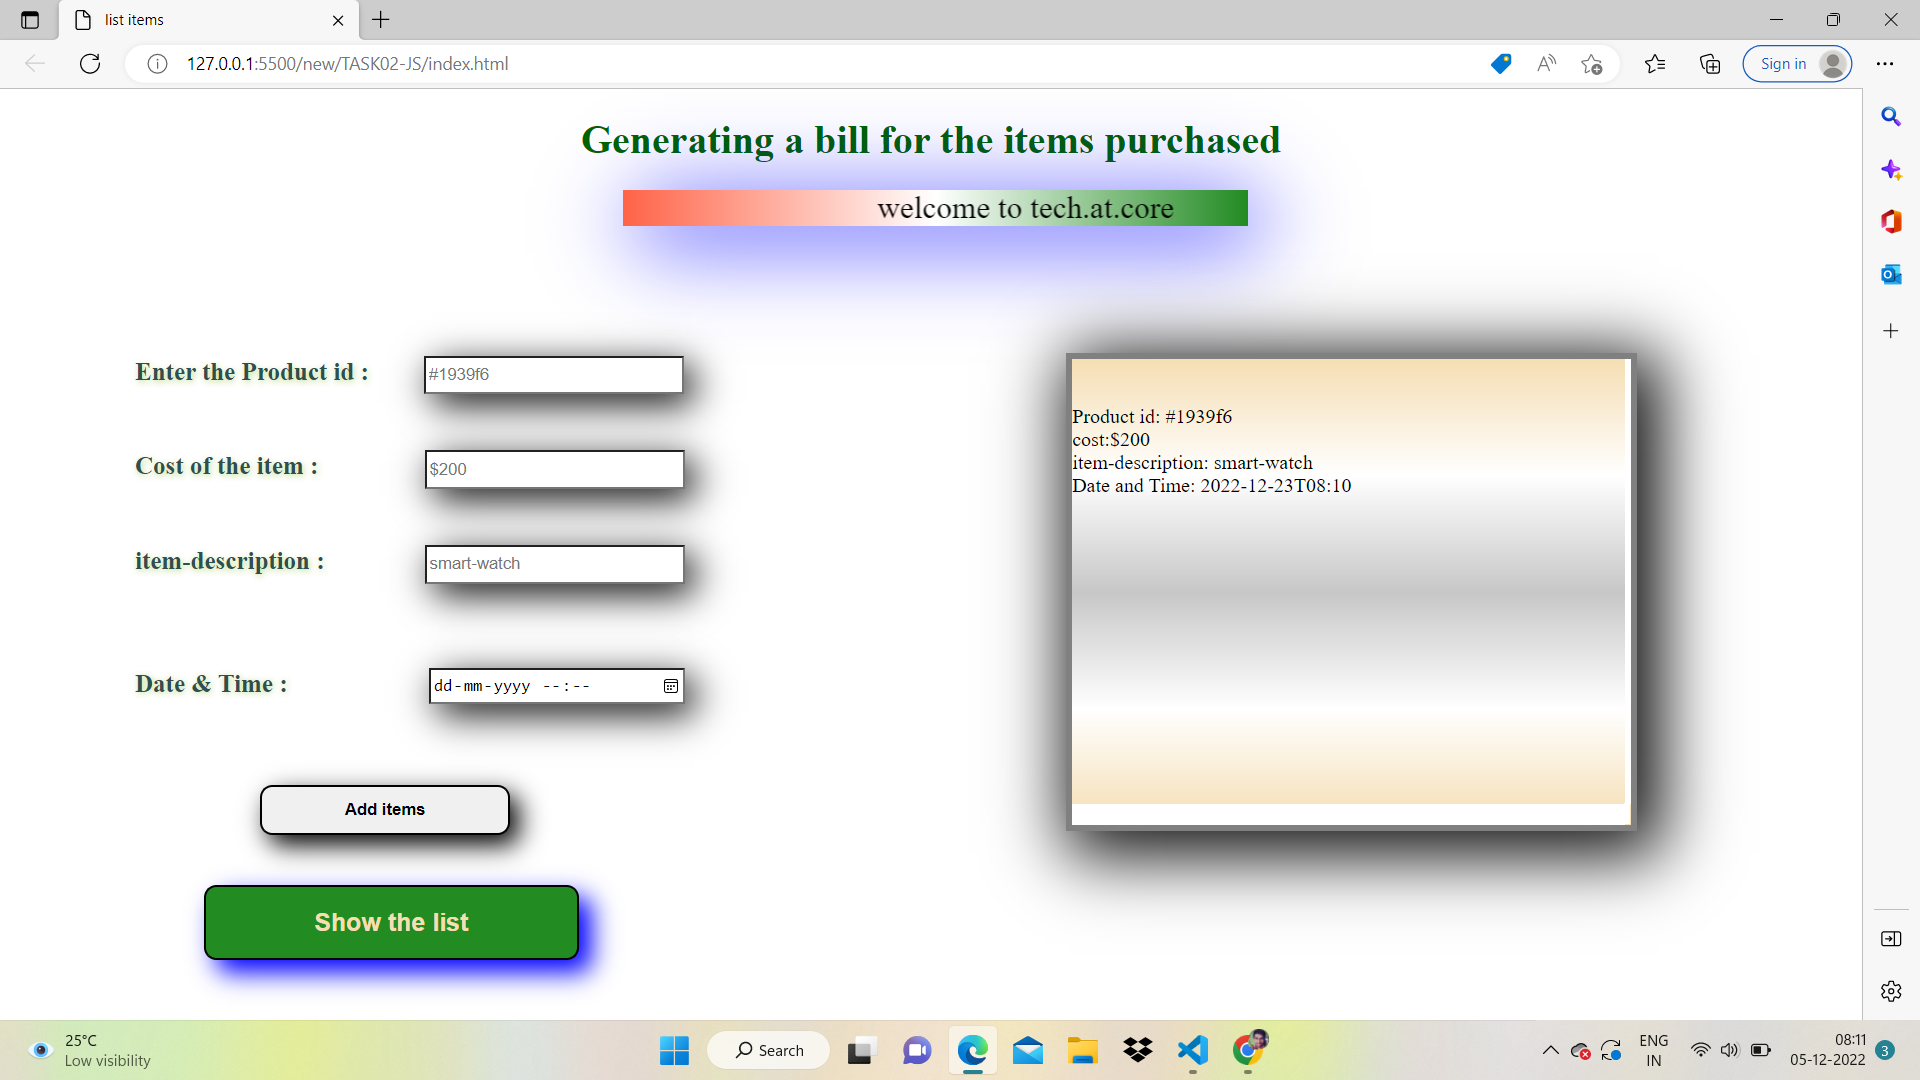 list items
127.0.0.1:5500/new/TASK02-JS/index.html
Sign in
Generating a bill for the items purchased
welcome to tech.at.core
Enter the Product id :
#1939f6
Cost of the item :
$200
item-description :
smart-watch
Date & Time :
dd-mm-yyyy --:--
Add items
Show the list
Product id: #1939f6
cost:$200
item-description: smart-watch
Date and Time: 2022-12-23T08:10
25°C
Low visibility
Search
ENG
IN
08:11
05-12-2022
3